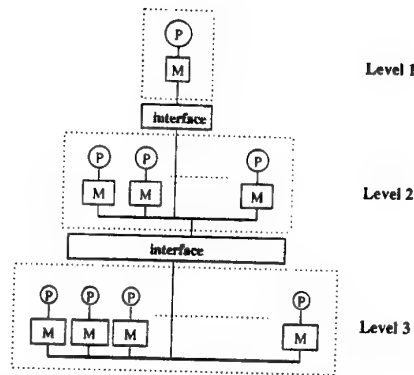 P
M Level 1
interface
P P P
M M M Level 2
interface
P P P P
M M M M Level 3